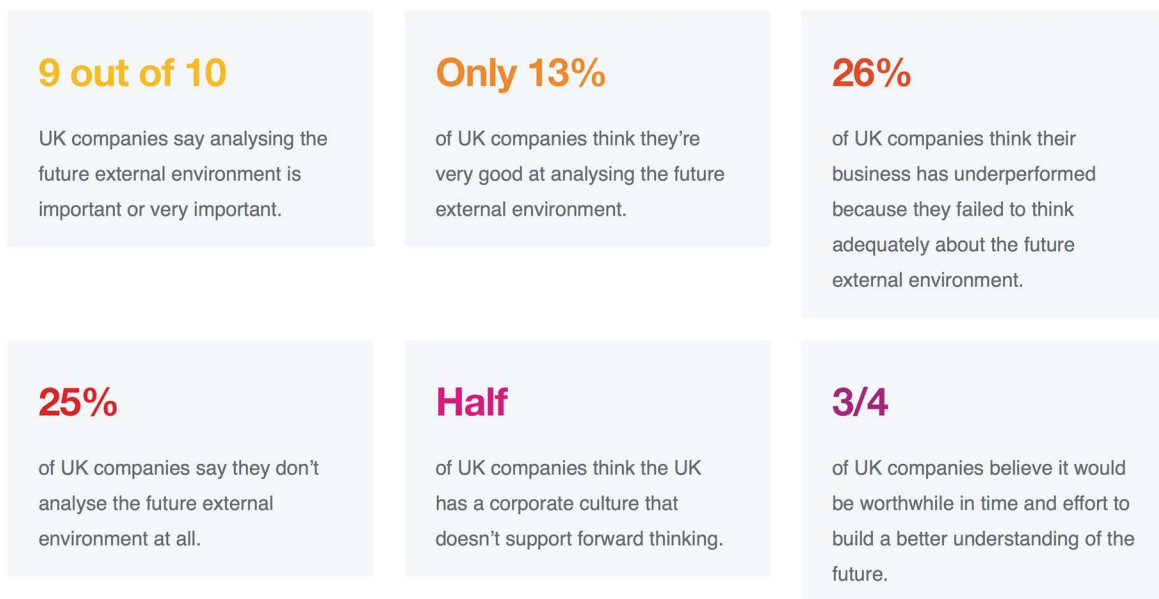 9 out of 10
UK companies say analysing the
future external environment is
important or very important.
Only 13%
of UK companies think they’re
very good at analysing the future
external environment.
26%
of UK companies think their
business has underperformed
because they failed to think
adequately about the future
external environment.
25%
of UK companies say they don’t
analyse the future external
environment at all.
Half
of UK companies think the UK
has a corporate culture that
doesn’t support forward thinking.
3/4
of UK companies believe it would
be worthwhile in time and effort to
build a better understanding of the
future.